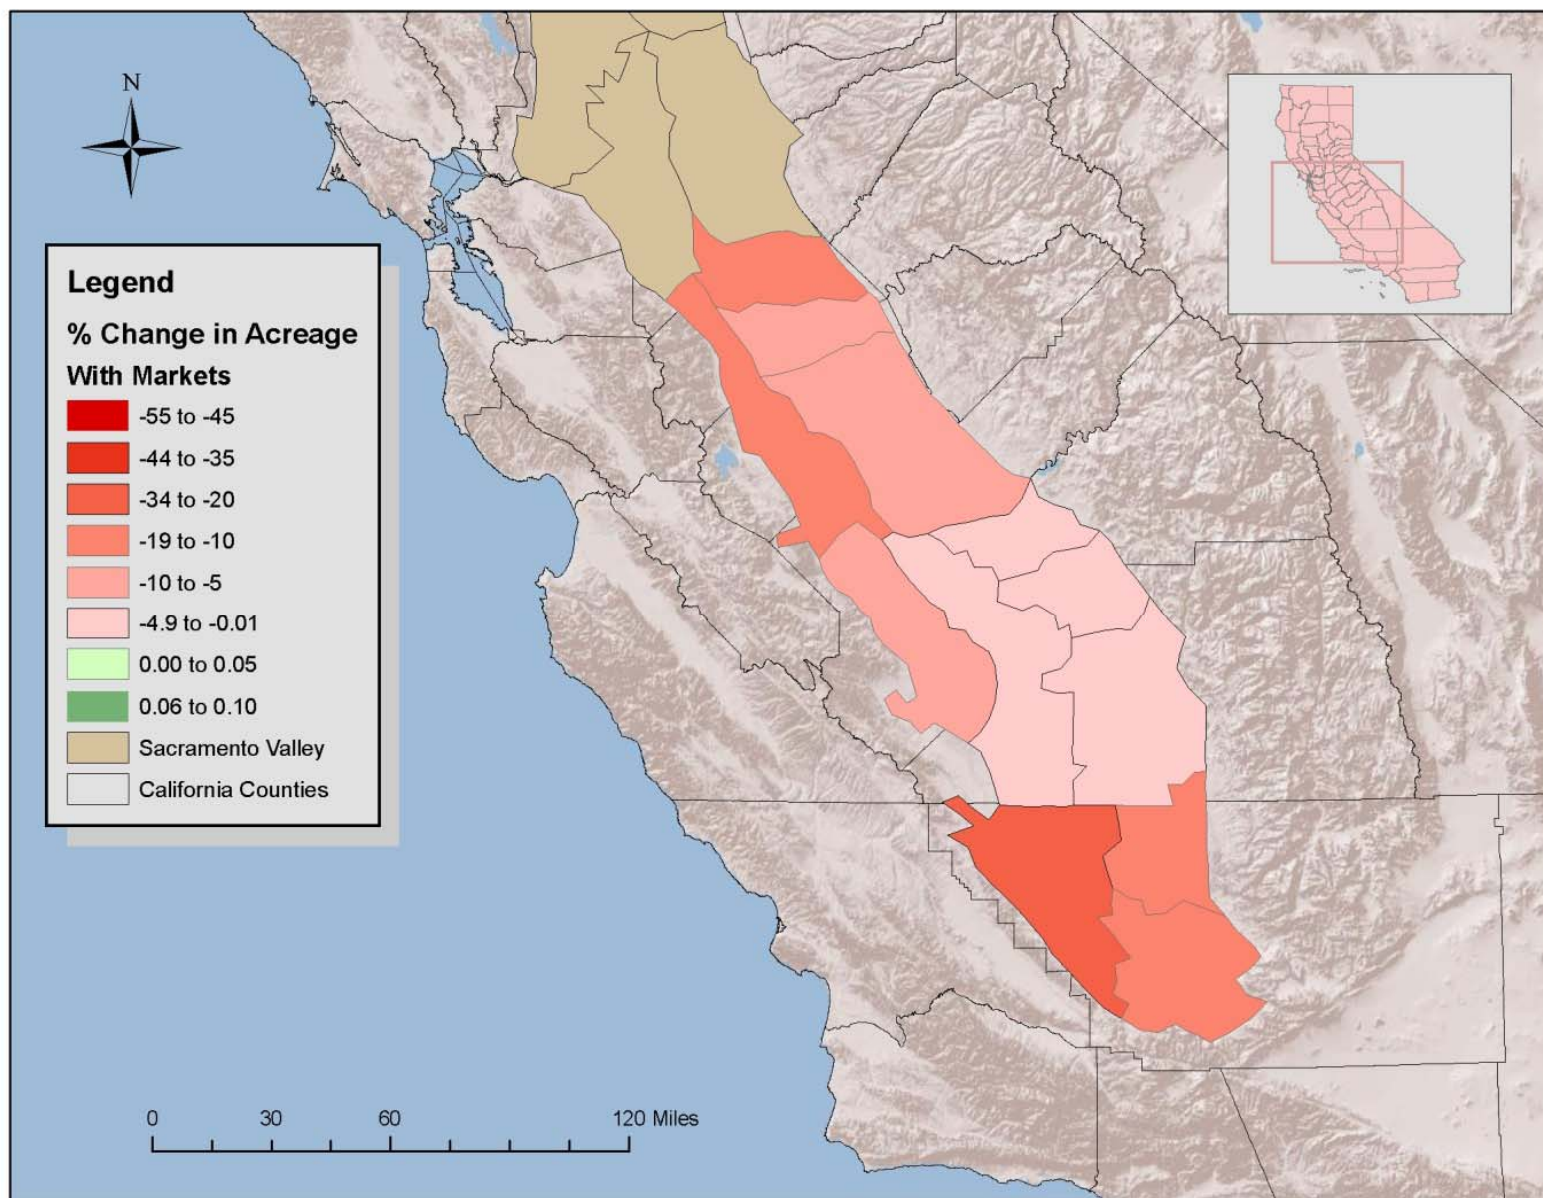 N
Legend
% Change in Acreage
With Markets
-55 to -45
-44 to -35
-34 to -20
-19 to -10
-10 to -5
-4.9 to -0.01
0.00 to 0.05
0.06 to 0.10
Sacramento Valley
California Counties
0 30 60 120 Miles